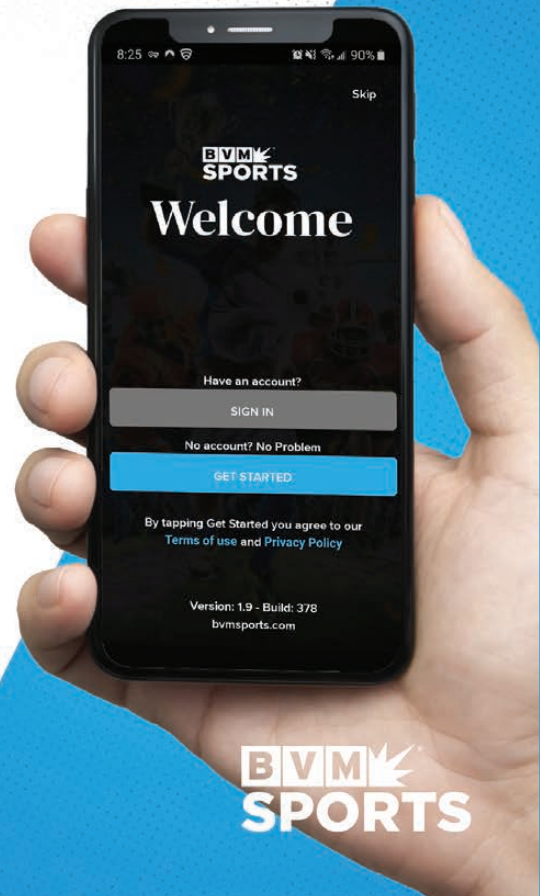 8:25
90%
Skip
BVM
SPORTS
Welcome
Have an account?
SIGN IN
No account? No Problem
GET STARTED
By tapping Get Started you agree to our
Terms of use and Privacy Policy
Version: 1.9 - Build: 378
bvmsports.com
BVM
SPORTS